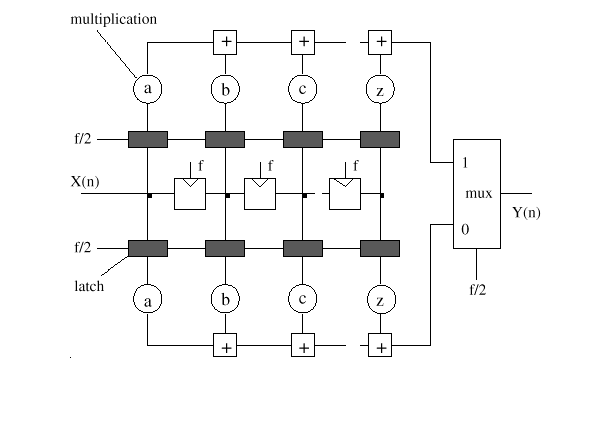 multiplication
+ + +
a b c z
f/2
f f f
X(n)
1
mux
Y(n)
0
f/2
f/2
latch
a b c z
+ + +